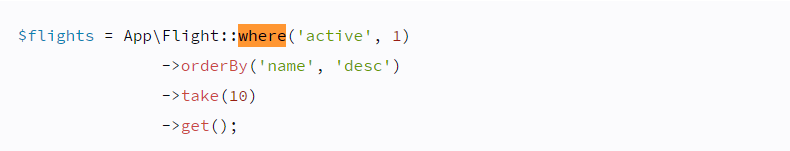 $flights = App\Flight::where('active', 1)
->orderBy('name', 'desc')
->take(10)
->get();